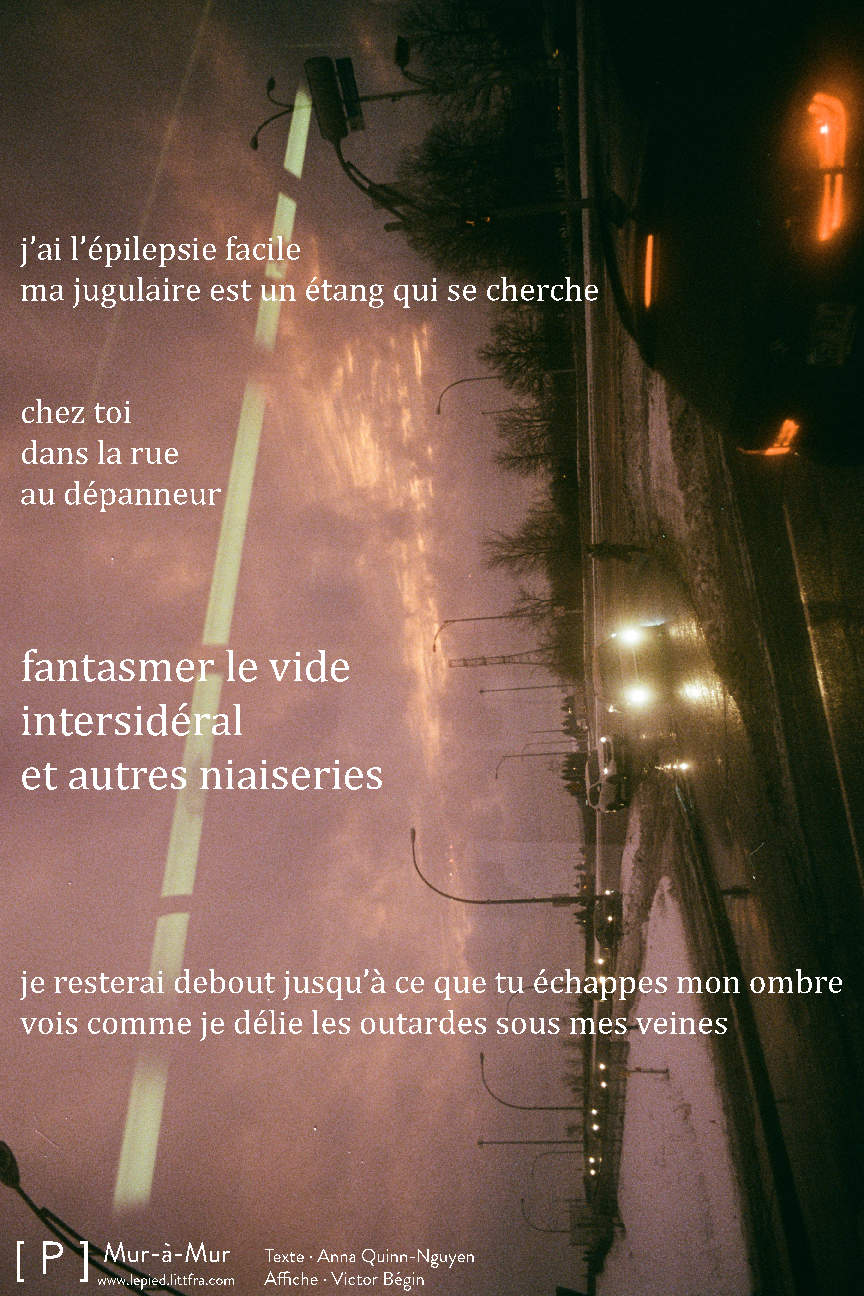 j’ai l’épilepsie facile
ma jugulaire est un étang qui se cherche
chez toi
dans la rue
au dépanneur
fantasmer le vide
intersidéral
et autres niaiseries
je resterai debout jusqu’à ce que tu échappes mon ombre
vois comme je délie les outardes sous mes veines
[ P ] Mur-à-Mur
www.lepied.littfra.com
Texte · Anna Quinn-Nguyen
Affiche · Victor Bégin